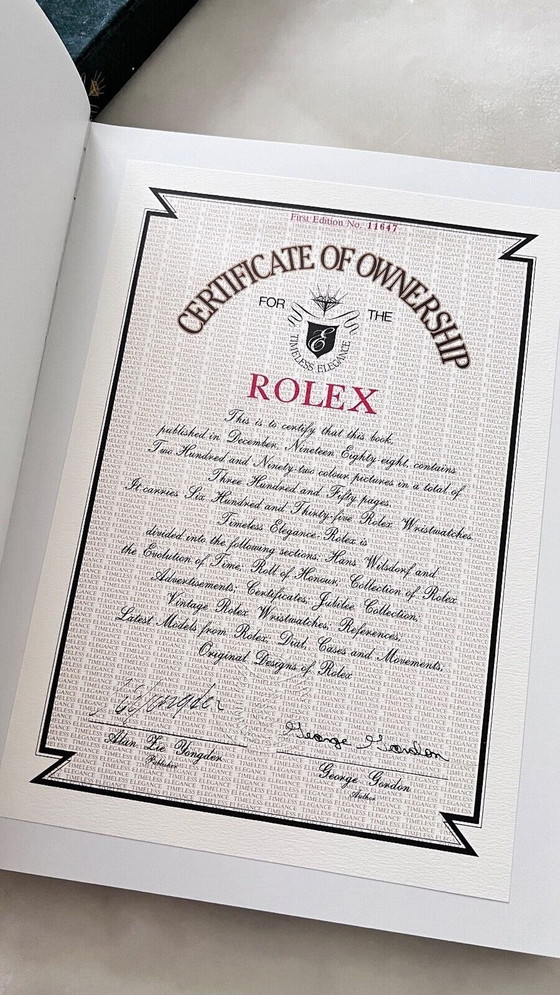 First Edition No. 11647
CERTIFICATE OF OWNERSHIP
FOR THE
E
TIMELESS ELEGANCE
ROLEX
This is to certify that this book,
published in December, Nineteen Eighty eight, contains
Two Hundred and Ninety two colour pictures in a total of
Three Hundred and Fifty pages.
It carries Six Hundred and Thirty-five Rolex Wristwatches.
Timeless Elegance: Rolex is
divided into the following sections: Hans Wilsdorf and
the Evolution of Time, Roll of Honour, Collection of Rolex
Advertisements, Certificates, Jubilee Collection,
Vintage Rolex Wristwatches, References,
Latest Models from Rolex, Dial, Cases and Movements,
Original Designs of Rolex
George Gordon
Alan Zie Yongder
Publisher
George Gordon
Author